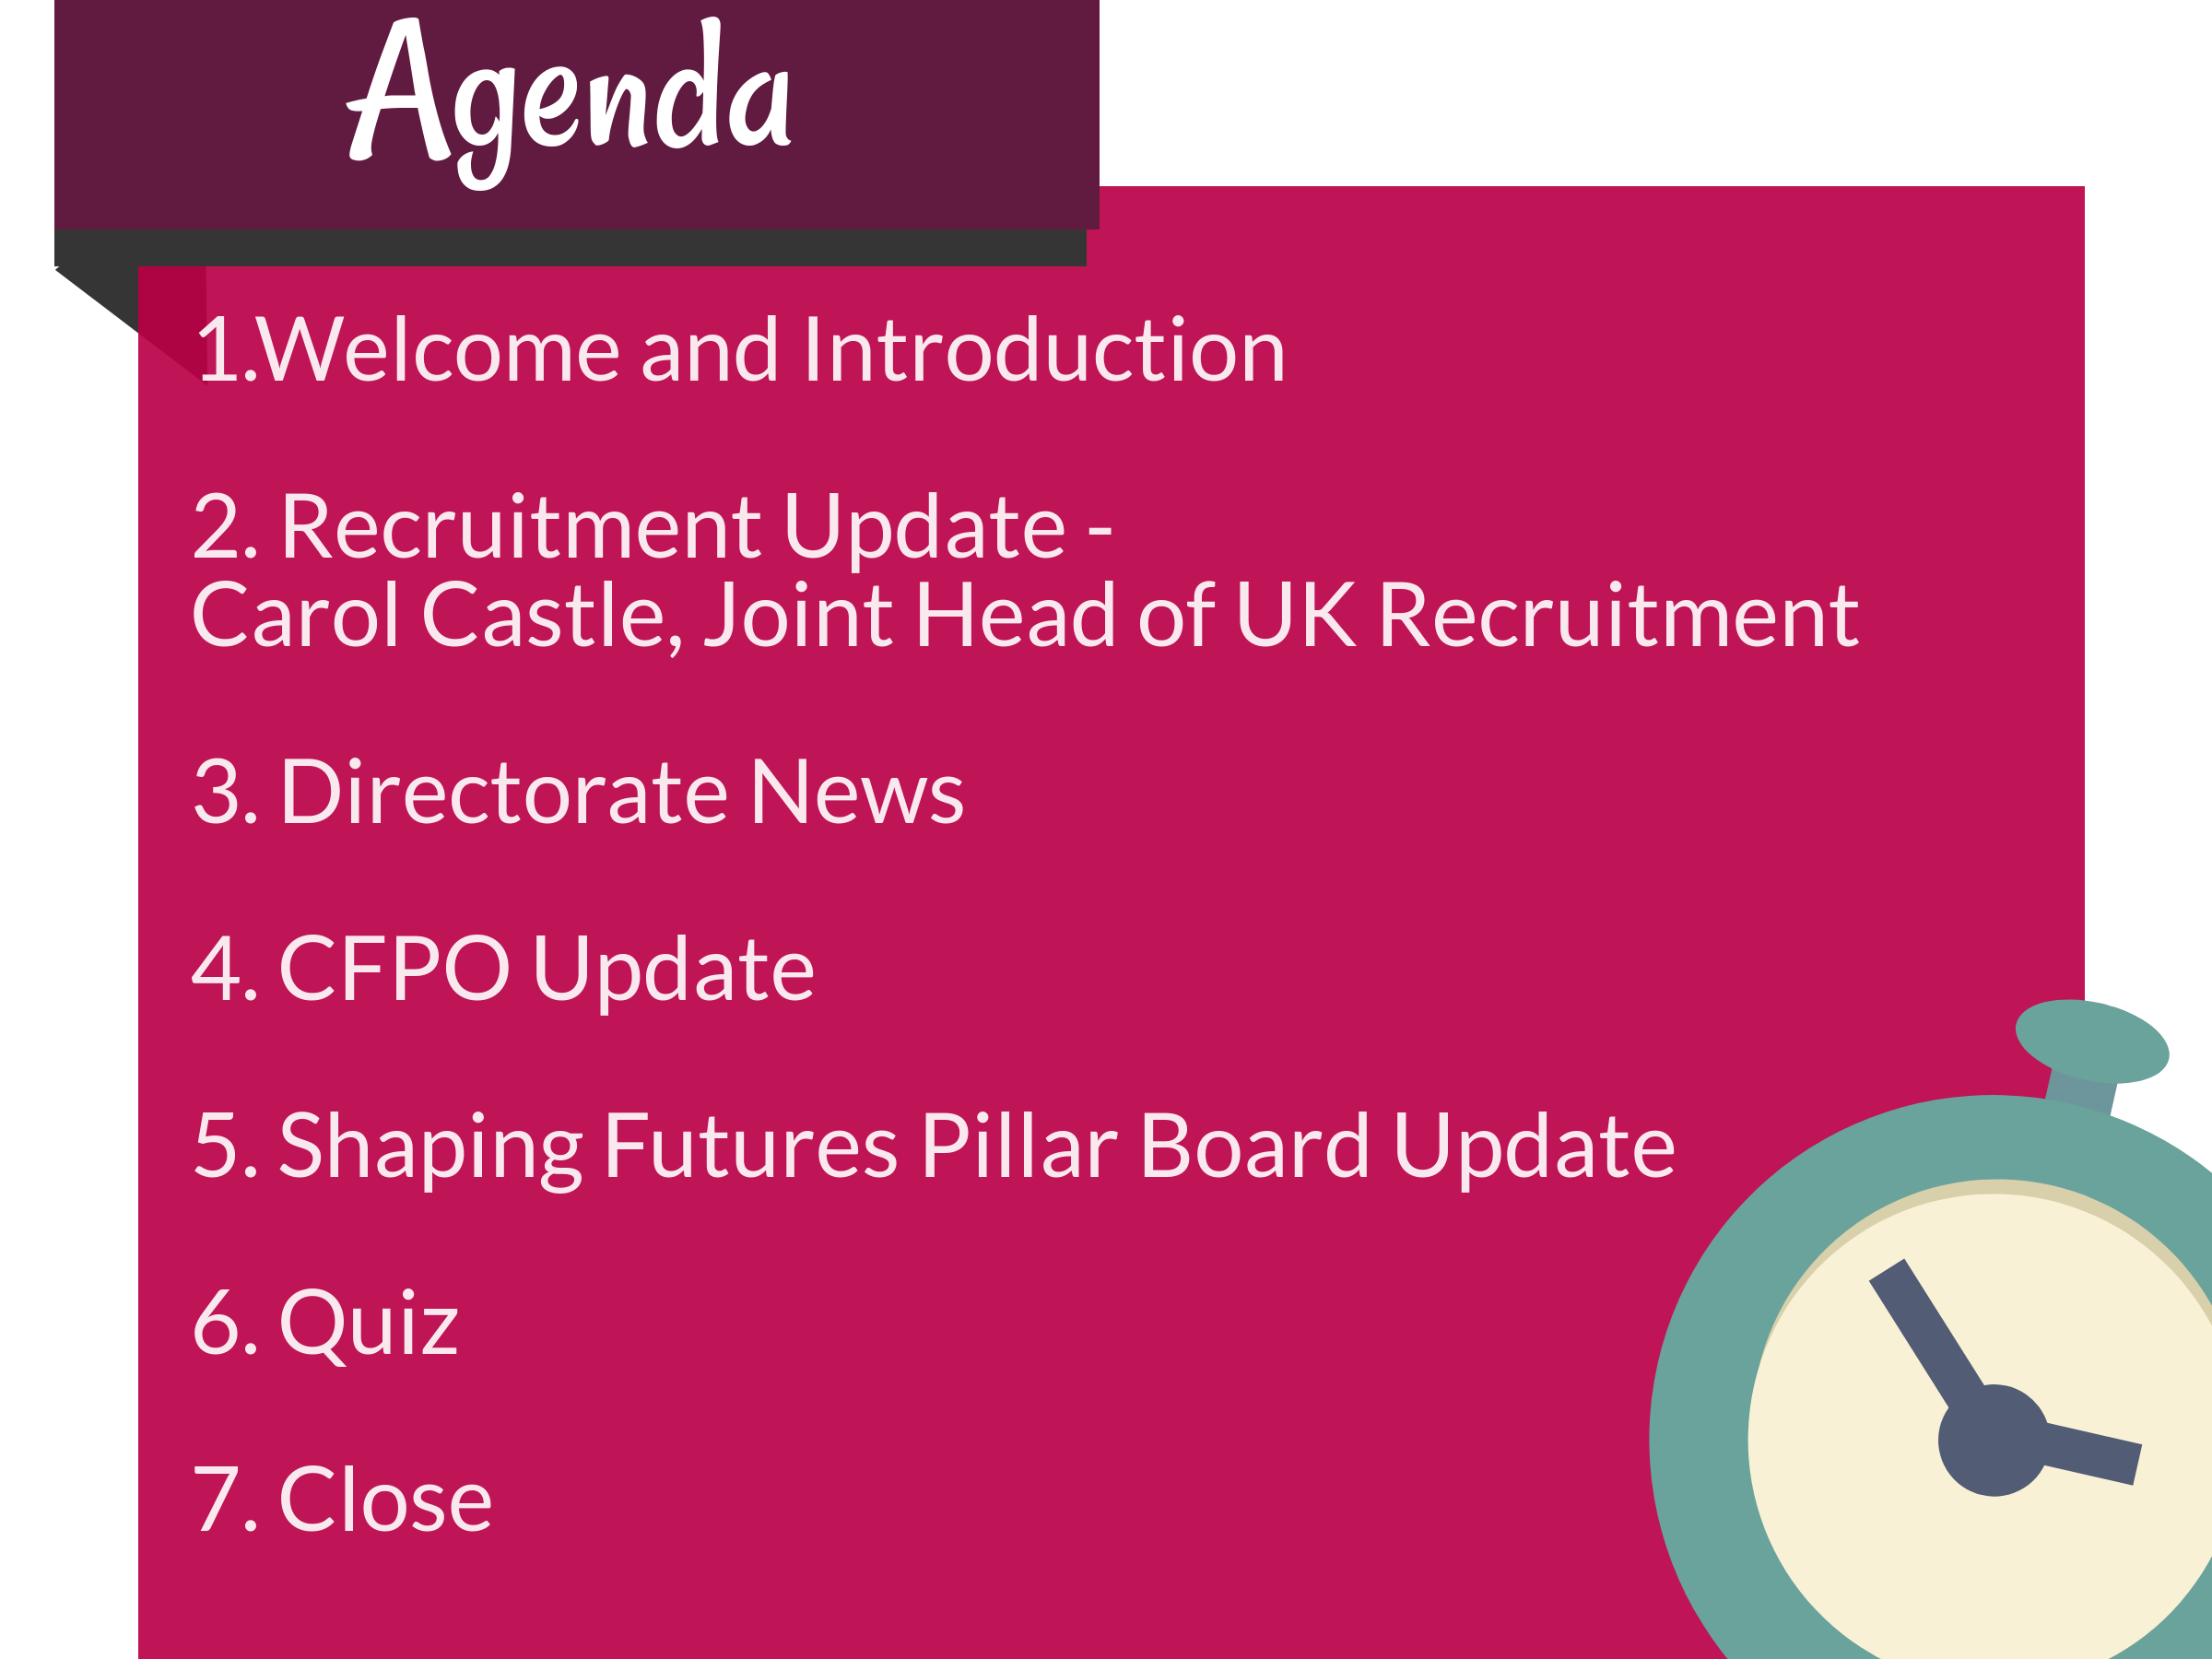 Agenda
1.Welcome and Introduction
2. Recruitment Update -
Carol Castle, Joint Head of UK Recruitment
3. Directorate News
4. CFPO Update
5. Shaping Futures Pillar Board Update
6. Quiz
7. Close